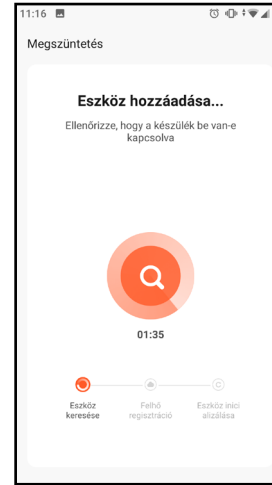 11:16
Megszüntetés
Eszköz hozzáadása...
Ellenőrizze, hogy a készülék be van-e
kapcsolva
01:35
Eszköz
keresése
Felhő
regisztráció
Eszköz inici
alizálása